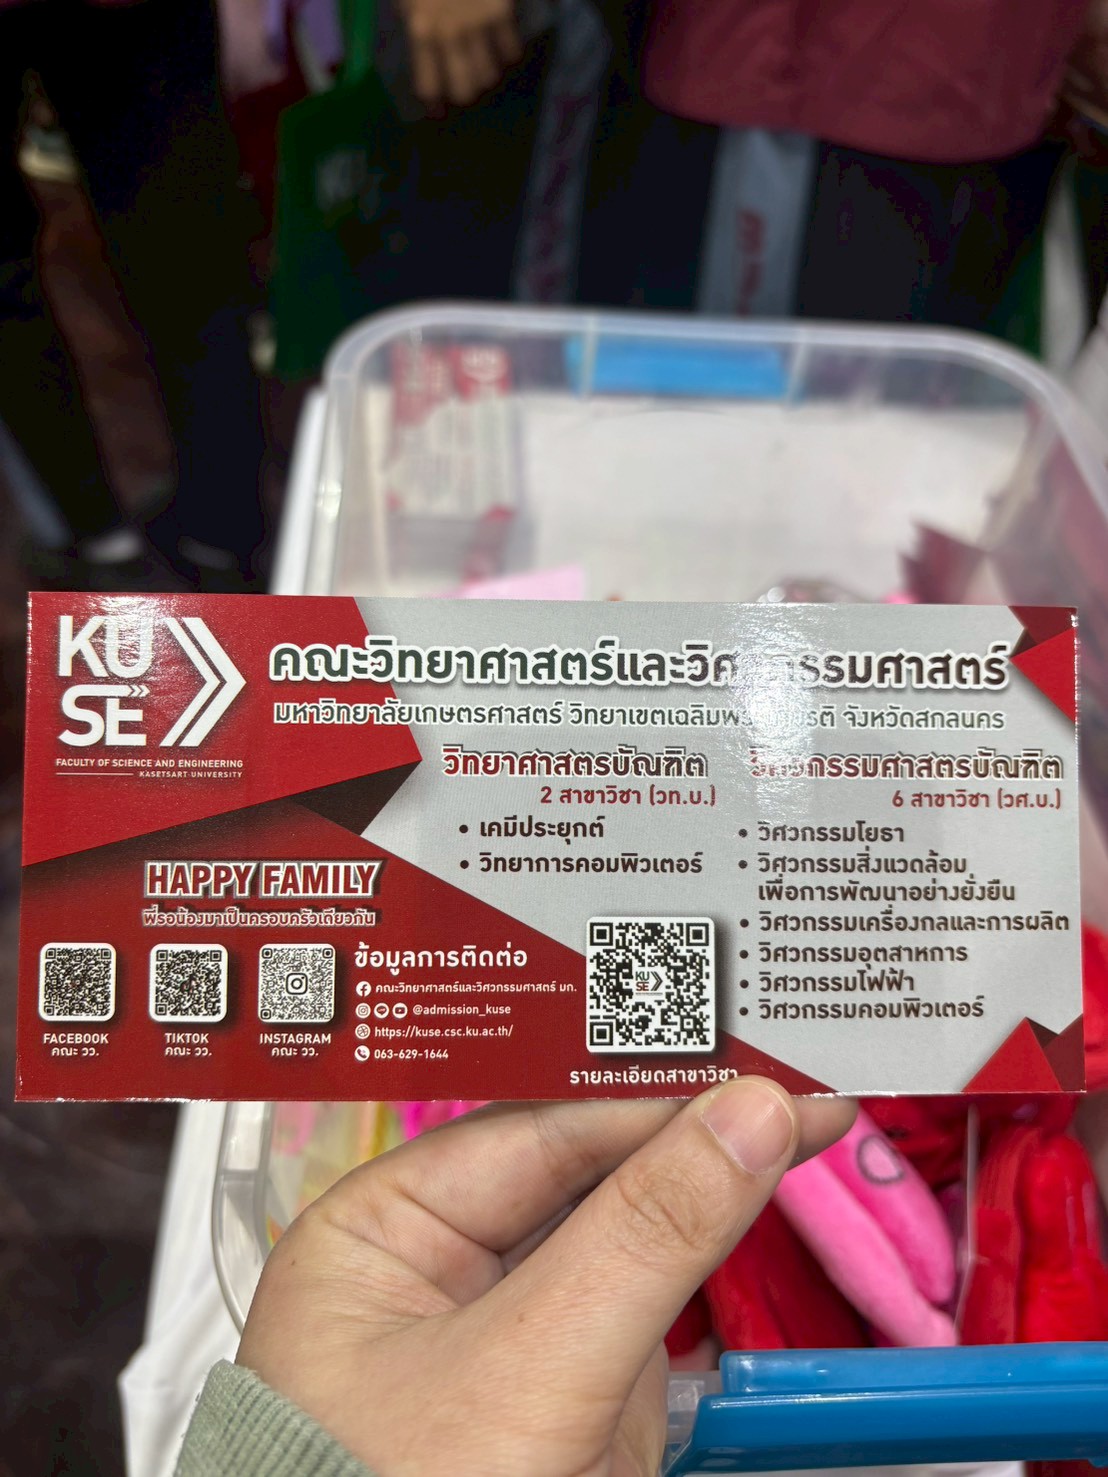 KU
SE
FACULTY OF SCIENCE AND ENGINEERING
KASETSART UNIVERSITY
คณะวิทยาศาสตร์และวิศวกรรมศาสตร์
มหาวิทยาลัยเกษตรศาสตร์ วิทยาเขตเฉลิมพระเกียรติ จังหวัดสกลนคร
วิทยาศาสตรบัณฑิต
2 สาขาวิชา (วท.บ.)
• เคมีประยุกต์
• วิทยาการคอมพิวเตอร์
วิศวกรรมศาสตรบัณฑิต
6 สาขาวิชา (วศ.บ.)
• วิศวกรรมโยธา
• วิศวกรรมสิ่งแวดล้อม
เพื่อการพัฒนาอย่างยั่งยืน
• วิศวกรรมเครื่องกลและการผลิต
• วิศวกรรมอุตสาหการ
• วิศวกรรมไฟฟ้า
• วิศวกรรมคอมพิวเตอร์
HAPPY FAMILY
พี่รอน้องมาเป็นครอบครัวเดียวกัน
FACEBOOK
คณะ วว.
TIKTOK
คณะ วว.
INSTAGRAM
คณะ วว.
ข้อมูลการติดต่อ
คณะวิทยาศาสตร์และวิศวกรรมศาสตร์ มก.
@admission_kuse
https://kuse.csc.ku.ac.th/
063-629-1644
KU
SE
รายละเอียดสาขาวิชา